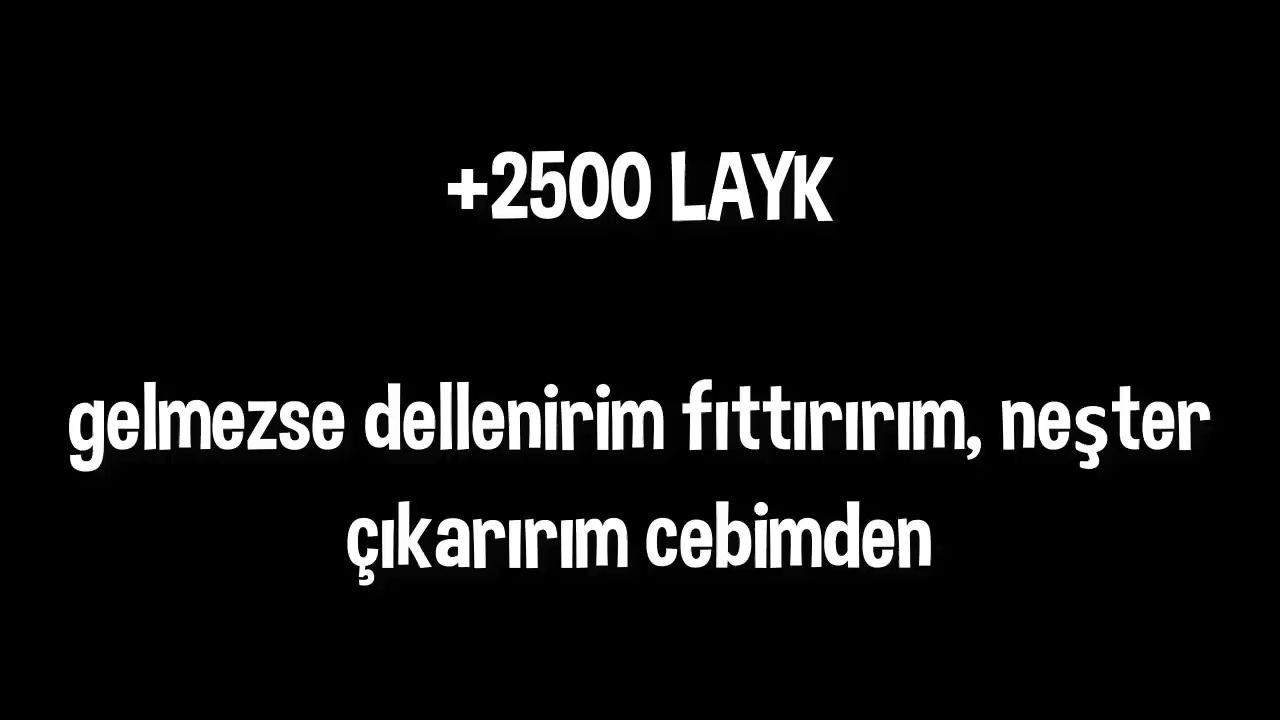 +2500 LAYK
gelmezse dellenirim fıttırırım, neşter
çıkarırım cebimden